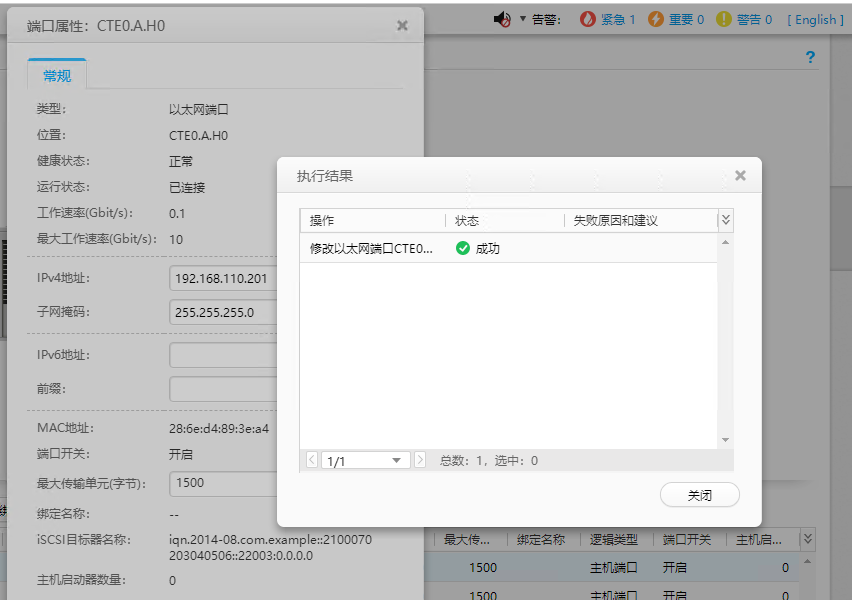 端口属性：CTE0.A.H0
告警：
紧急 1
重要 0
警告 0
[ English ]
?
常规
类型： 以太网端口
位置： CTE0.A.H0
健康状态： 正常
运行状态： 已连接
工作速率(Gbit/s)： 0.1
最大工作速率(Gbit/s)： 10
IPv4地址： 192.168.110.201
子网掩码： 255.255.255.0
IPv6地址：
前缀：
MAC地址： 28:6e:d4:89:3e:a4
端口开关： 开启
最大传输单元(字节)： 1500
绑定名称： --
iSCSI目标器名称： iqn.2014-08.com.example::2100070
203040506::22003:0.0.0.0
主机启动器数量： 0
执行结果
操作 状态 失败原因和建议
修改以太网端口CTE0... 成功
1/1 总数：1，选中：0
关闭
最大传... 绑定名称 逻辑类型 端口开关 主机启...
1500 主机端口 开启 0
1500 主机端口 开启 0